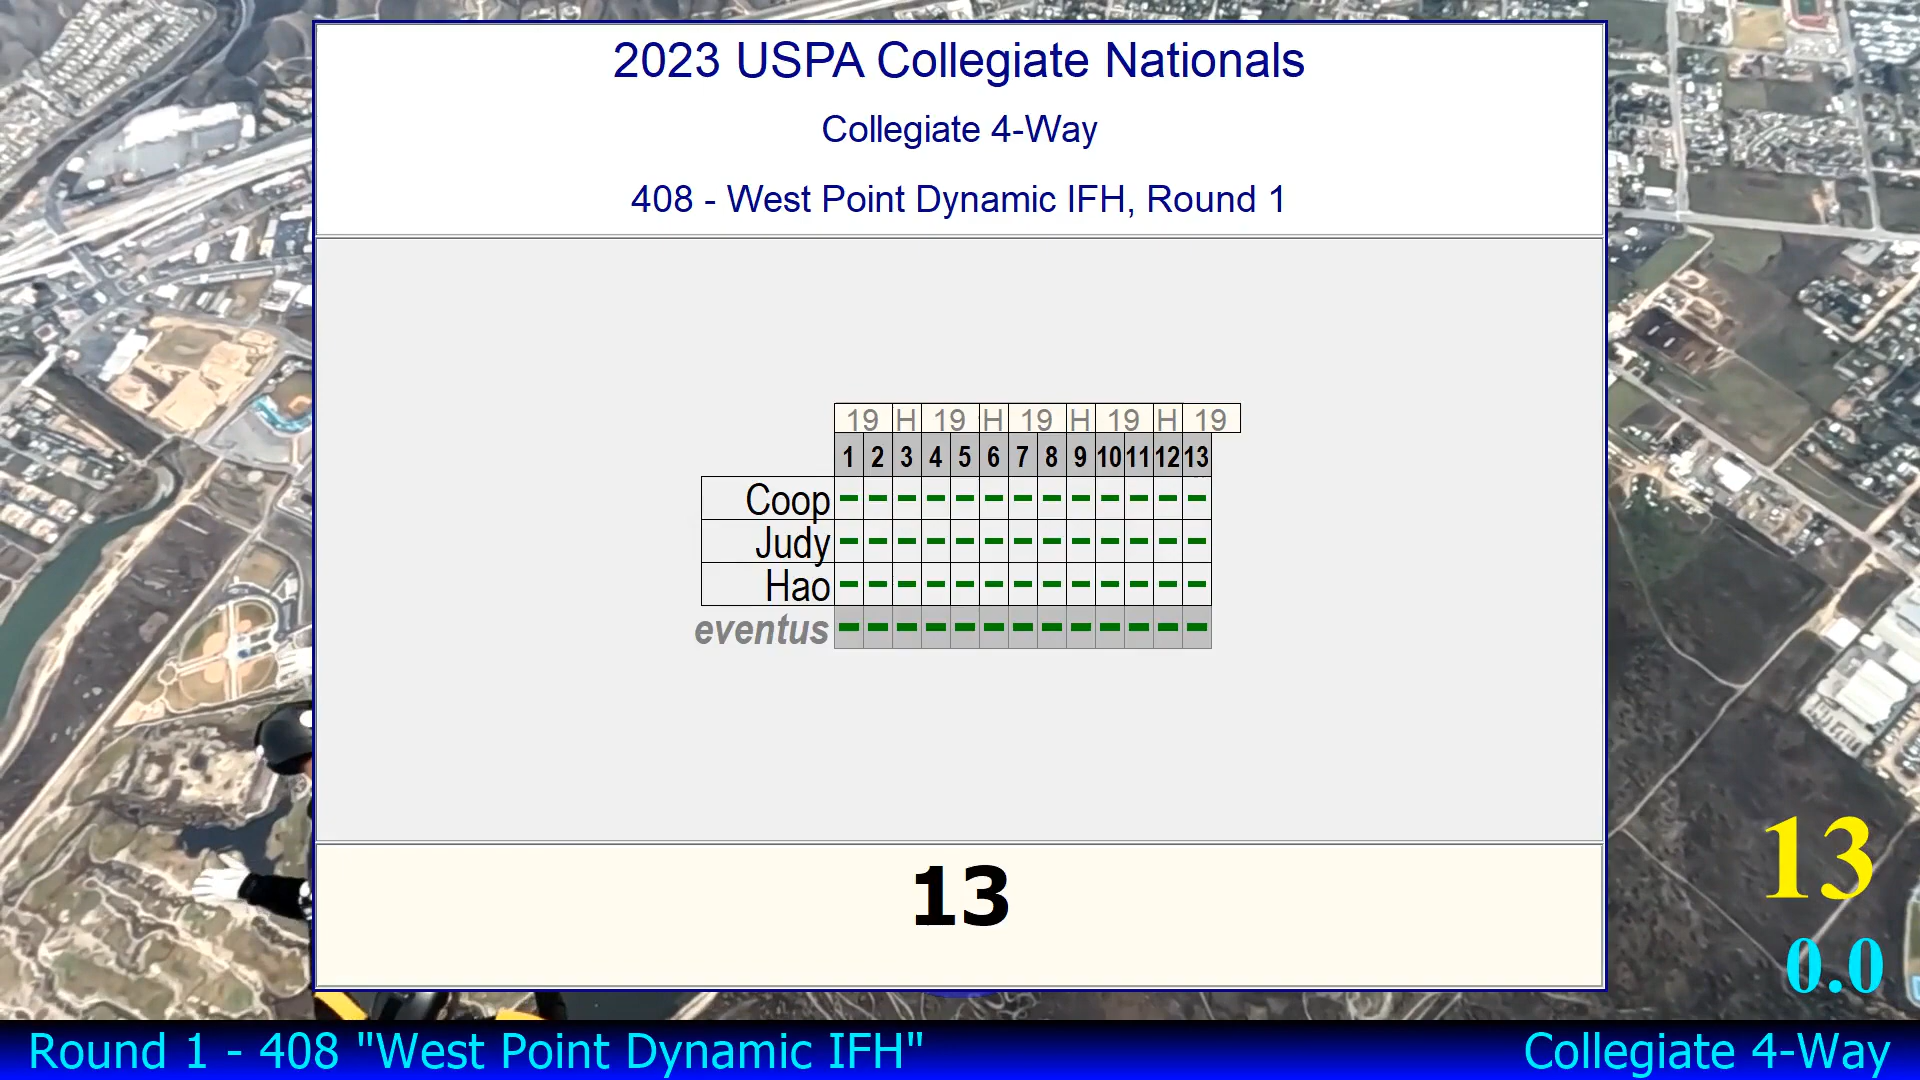 2023 USPA Collegiate Nationals
Collegiate 4-Way
408 - West Point Dynamic IFH, Round 1
19 H 19 H 19 H 19 H 19
1 2 3 4 5 6 7 8 9 10 11 12 13
Coop - - - - - - - - - - - - -
Judy - - - - - - - - - - - - -
Hao - - - - - - - - - - - - -
eventus - - - - - - - - - - - - -
13
13
0.0
Round 1 - 408 "West Point Dynamic IFH" Collegiate 4-Way